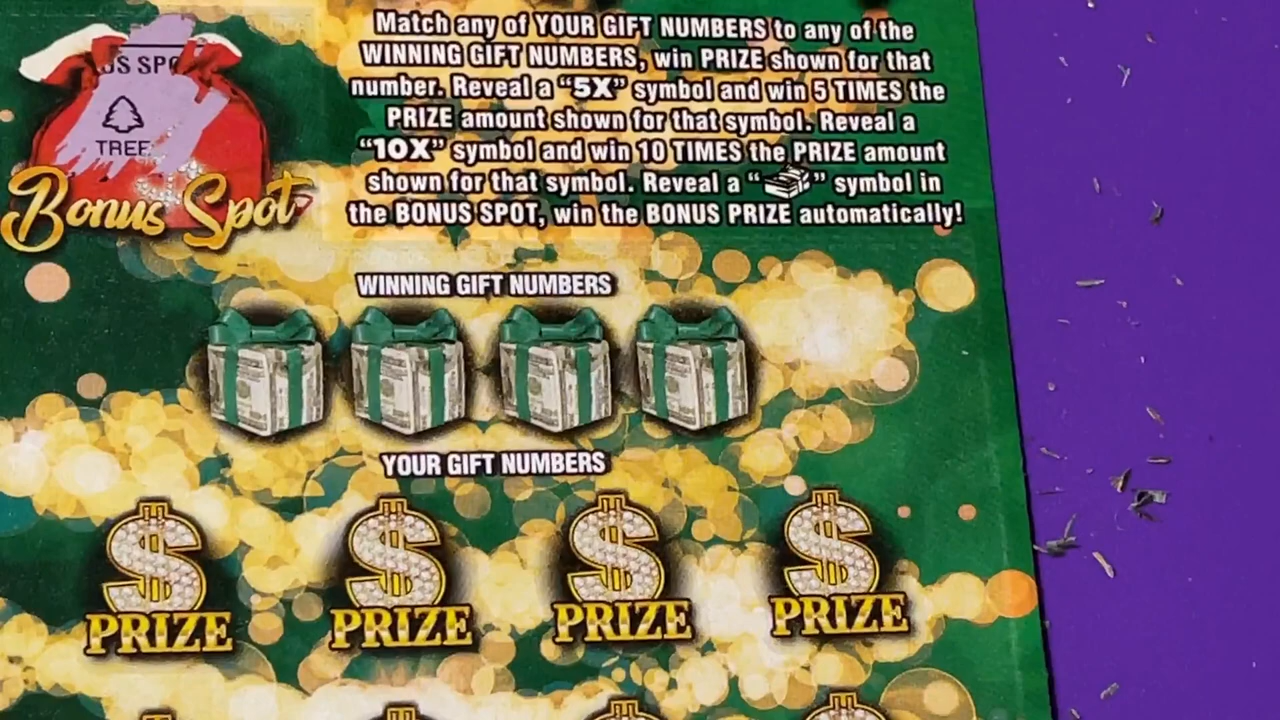 US SPO
TREE
Bonus Spot
Match any of YOUR GIFT NUMBERS to any of the
WINNING GIFT NUMBERS, win PRIZE shown for that
number. Reveal a “5X” symbol and win 5 TIMES the
PRIZE amount shown for that symbol. Reveal a
“10X” symbol and win 10 TIMES the PRIZE amount
shown for that symbol. Reveal a “ ” symbol in
the BONUS SPOT, win the BONUS PRIZE automatically!
WINNING GIFT NUMBERS
YOUR GIFT NUMBERS
$ $ $ $
PRIZE PRIZE PRIZE PRIZE